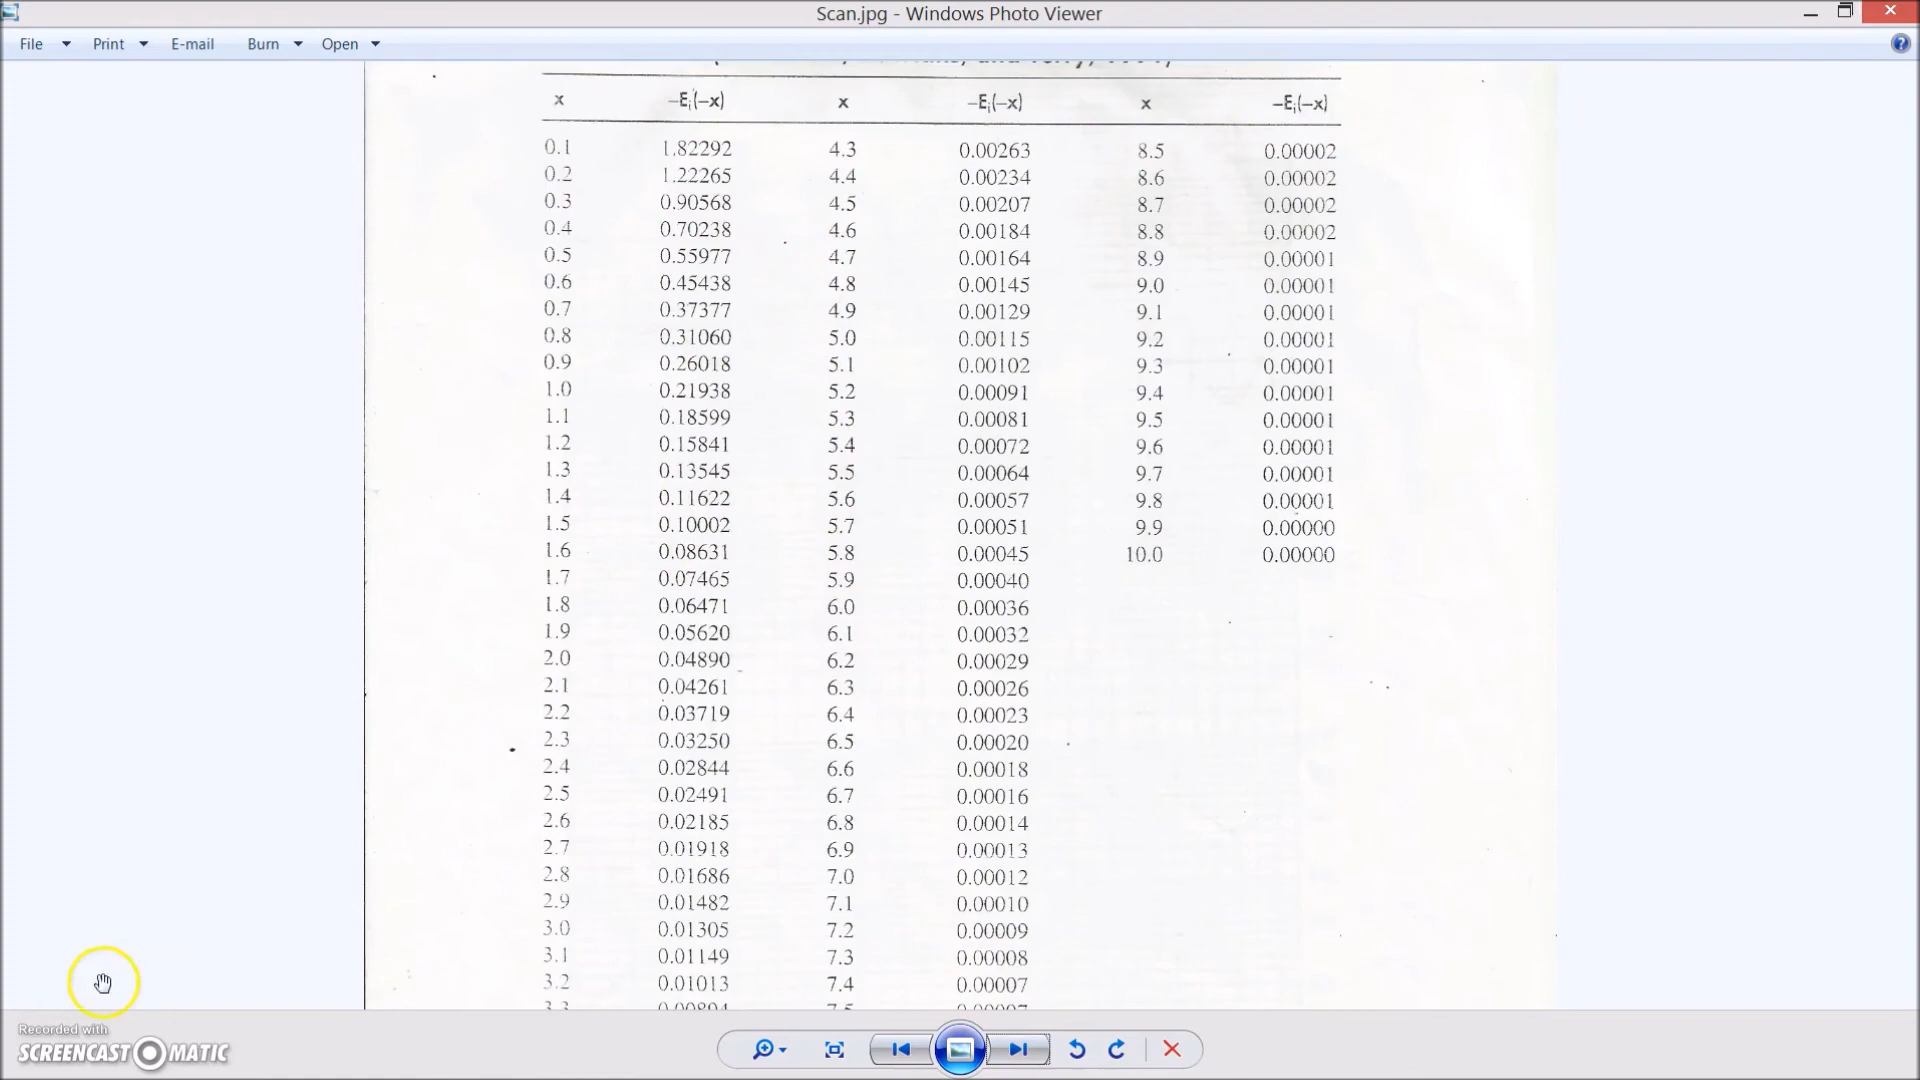 Scan.jpg - Windows Photo Viewer
File Print E-mail Burn Open
x –Ei(–x) x –Ei(–x) x –Ei(–x)
0.1 1.82292 4.3 0.00263 8.5 0.00002
0.2 1.22265 4.4 0.00234 8.6 0.00002
0.3 0.90568 4.5 0.00207 8.7 0.00002
0.4 0.70238 4.6 0.00184 8.8 0.00002
0.5 0.55977 4.7 0.00164 8.9 0.00001
0.6 0.45438 4.8 0.00145 9.0 0.00001
0.7 0.37377 4.9 0.00129 9.1 0.00001
0.8 0.31060 5.0 0.00115 9.2 0.00001
0.9 0.26018 5.1 0.00102 9.3 0.00001
1.0 0.21938 5.2 0.00091 9.4 0.00001
1.1 0.18599 5.3 0.00081 9.5 0.00001
1.2 0.15841 5.4 0.00072 9.6 0.00001
1.3 0.13545 5.5 0.00064 9.7 0.00001
1.4 0.11622 5.6 0.00057 9.8 0.00001
1.5 0.10002 5.7 0.00051 9.9 0.00000
1.6 0.08631 5.8 0.00045 10.0 0.00000
1.7 0.07465 5.9 0.00040
1.8 0.06471 6.0 0.00036
1.9 0.05620 6.1 0.00032
2.0 0.04890 6.2 0.00029
2.1 0.04261 6.3 0.00026
2.2 0.03719 6.4 0.00023
2.3 0.03250 6.5 0.00020
2.4 0.02844 6.6 0.00018
2.5 0.02491 6.7 0.00016
2.6 0.02185 6.8 0.00014
2.7 0.01918 6.9 0.00013
2.8 0.01686 7.0 0.00012
2.9 0.01482 7.1 0.00010
3.0 0.01305 7.2 0.00009
3.1 0.01149 7.3 0.00008
3.2 0.01013 7.4 0.00007
Recorded with
SCREENCAST MATIC